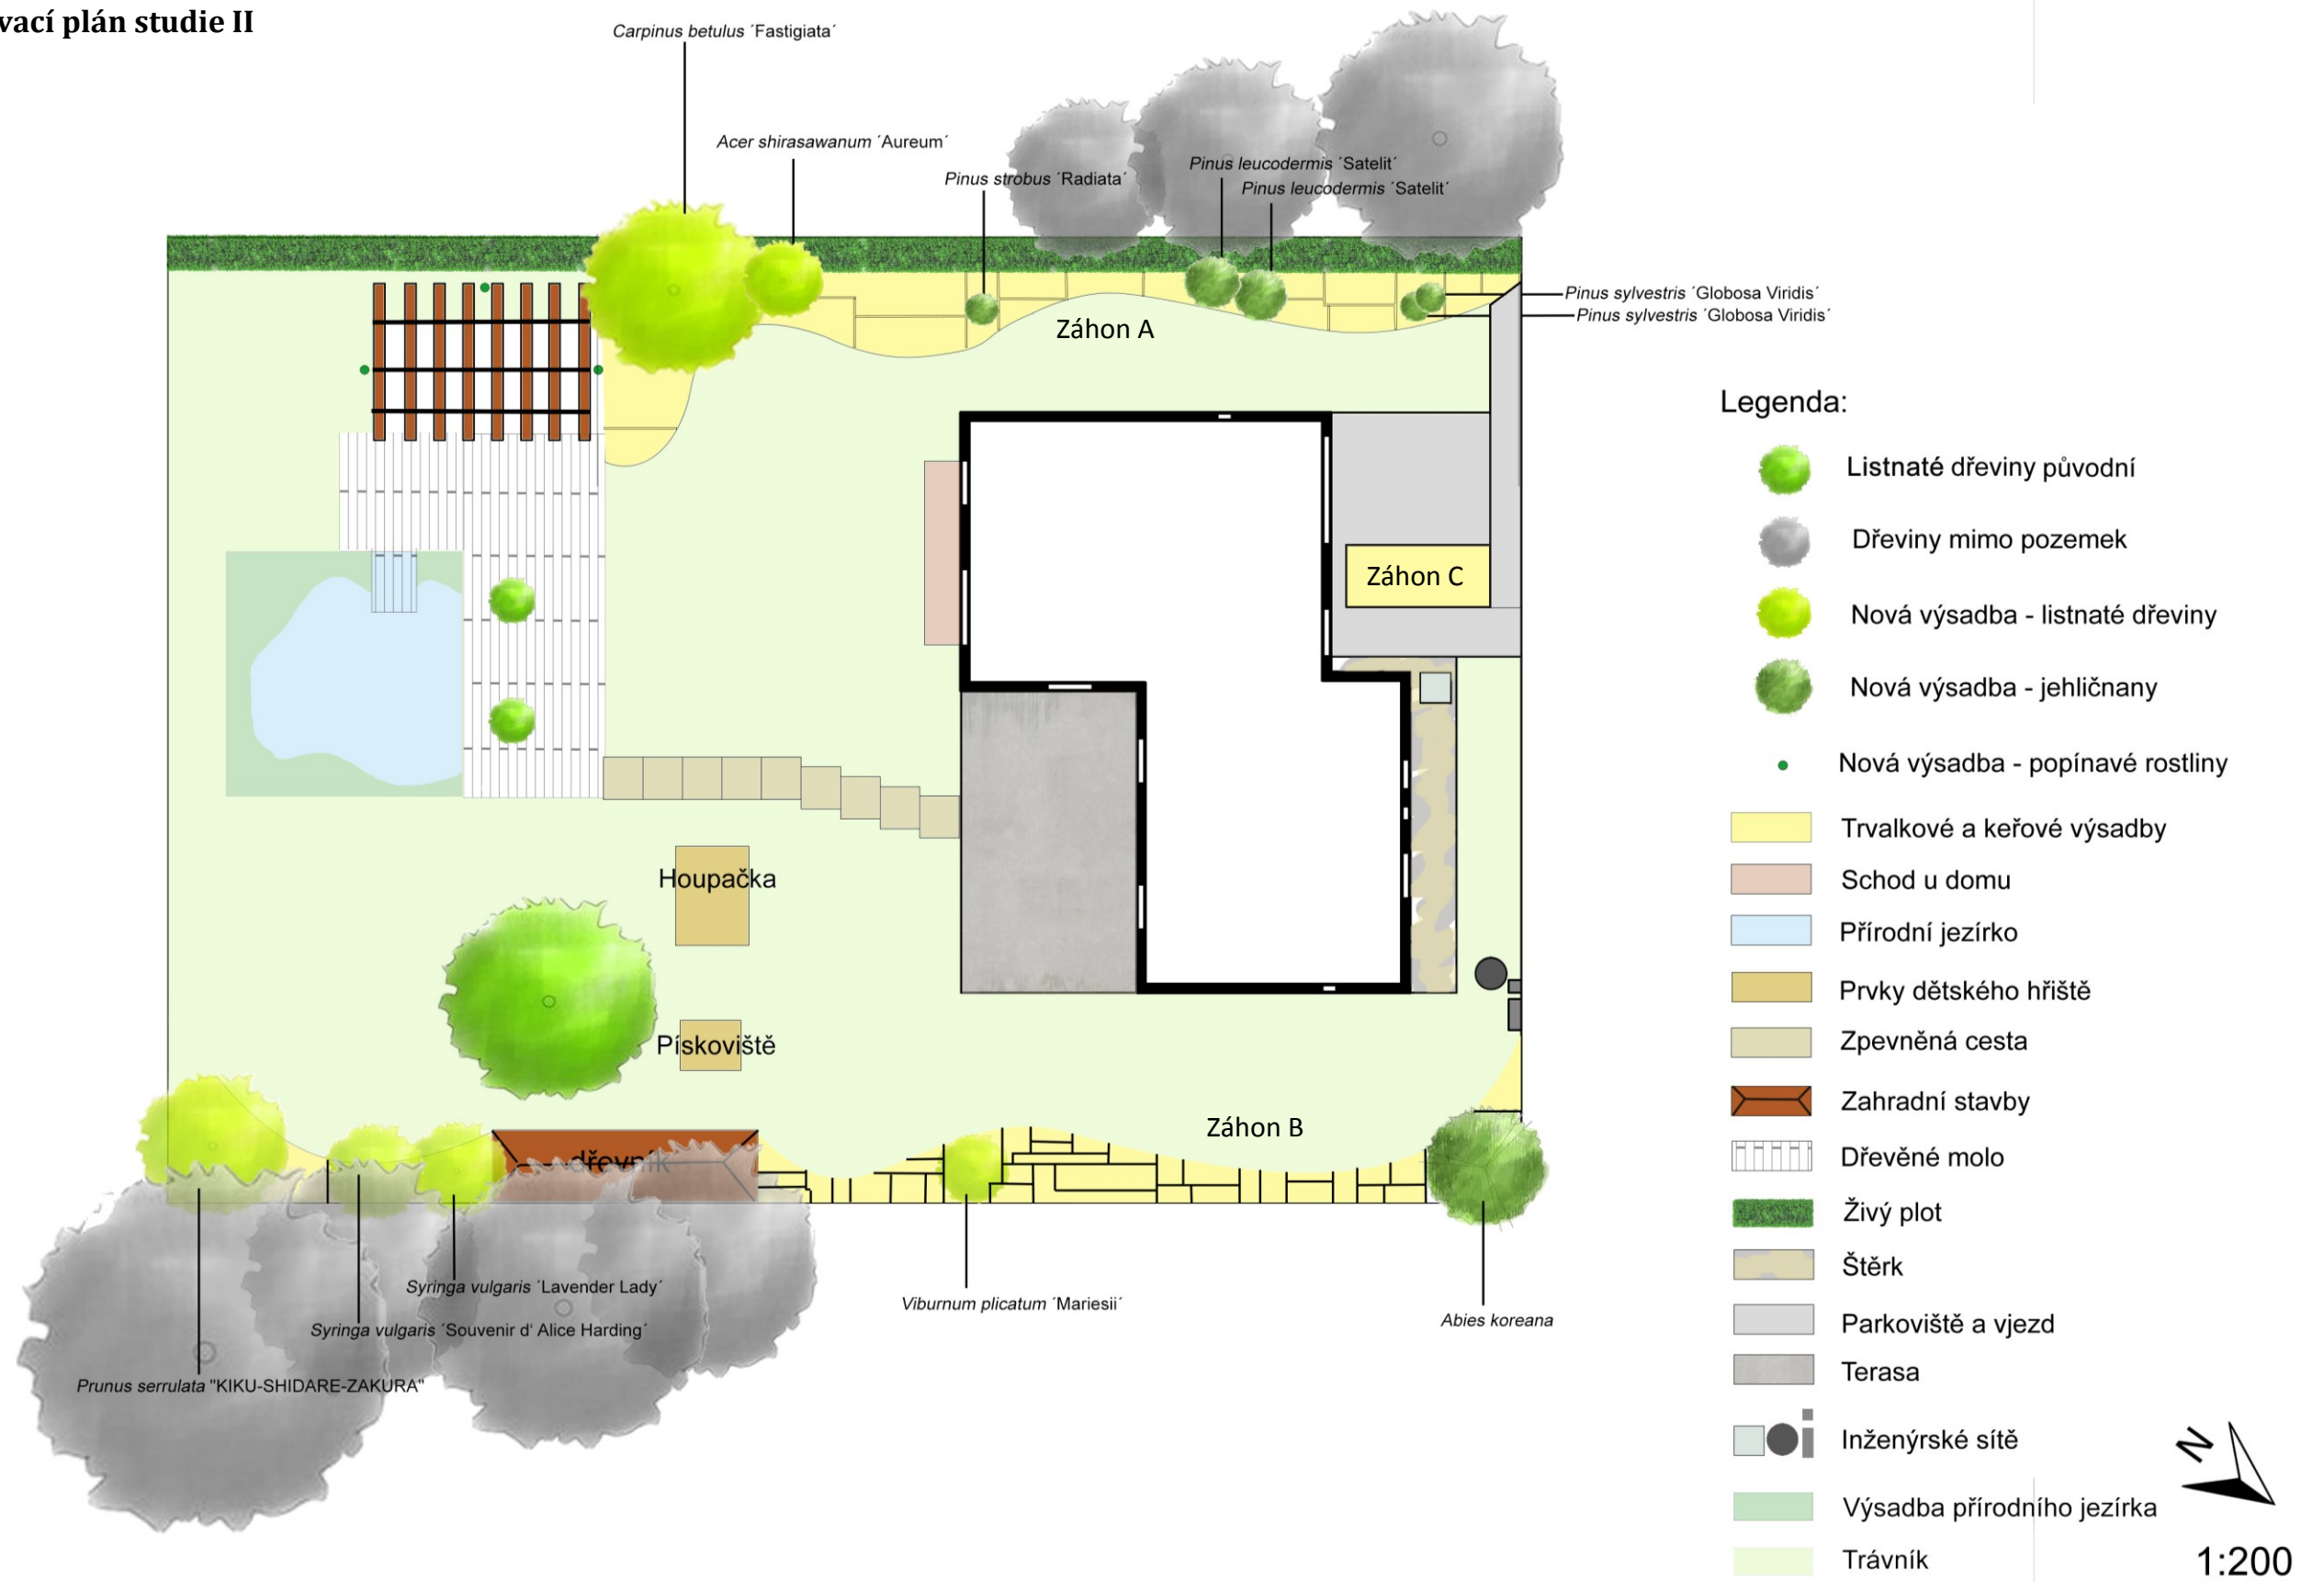 vací plán studie II
Carpinus betulus ´Fastigiata´
Acer shirasawanum ´Aureum´
Pinus strobus ´Radiata´
Pinus leucodermis ´Satelit´
Pinus leucodermis ´Satelit´
Pinus sylvestris ´Globosa Viridis´
Pinus sylvestris ´Globosa Viridis´
Záhon A
Záhon C
Houpačka
Pískoviště
Záhon B
dřevník
Syringa vulgaris ´Lavender Lady´
Syringa vulgaris ´Souvenir d' Alice Harding´
Prunus serrulata "KIKU-SHIDARE-ZAKURA"
Viburnum plicatum ´Mariesii´
Abies koreana
Legenda:
Listnaté dřeviny původní
Dřeviny mimo pozemek
Nová výsadba - listnaté dřeviny
Nová výsadba - jehličnany
Nová výsadba - popínavé rostliny
Trvalkové a keřové výsadby
Schod u domu
Přírodní jezírko
Prvky dětského hřiště
Zpevněná cesta
Zahradní stavby
Dřevěné molo
Živý plot
Štěrk
Parkoviště a vjezd
Terasa
Inženýrské sítě
Výsadba přírodního jezírka
Trávník
N
1:200